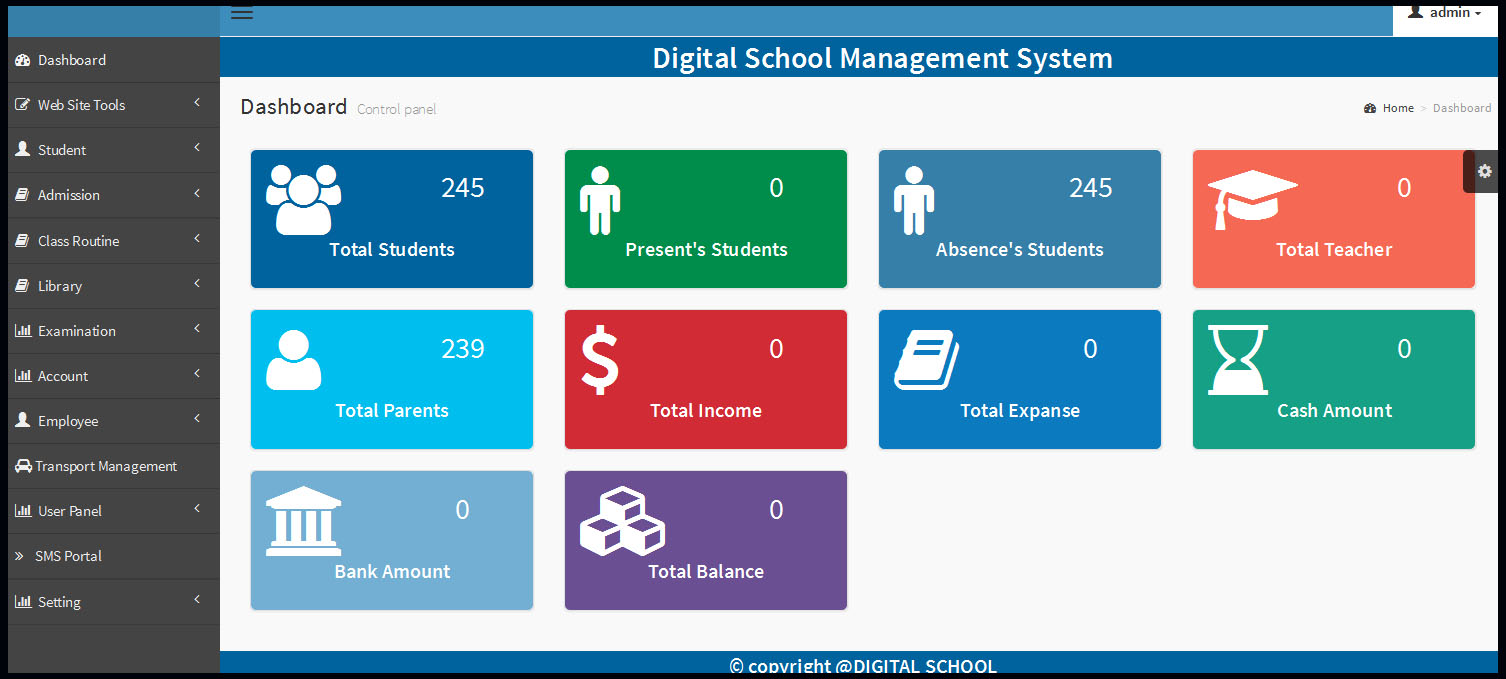 admin
Digital School Management System
Dashboard Control panel
Home > Dashboard
Dashboard
Web Site Tools
Student
Admission
Class Routine
Library
Examination
Account
Employee
Transport Management
User Panel
SMS Portal
Setting
245
Total Students
0
Present's Students
245
Absence's Students
0
Total Teacher
239
Total Parents
0
Total Income
0
Total Expanse
0
Cash Amount
0
Bank Amount
0
Total Balance
© copyright @DIGITAL SCHOOL